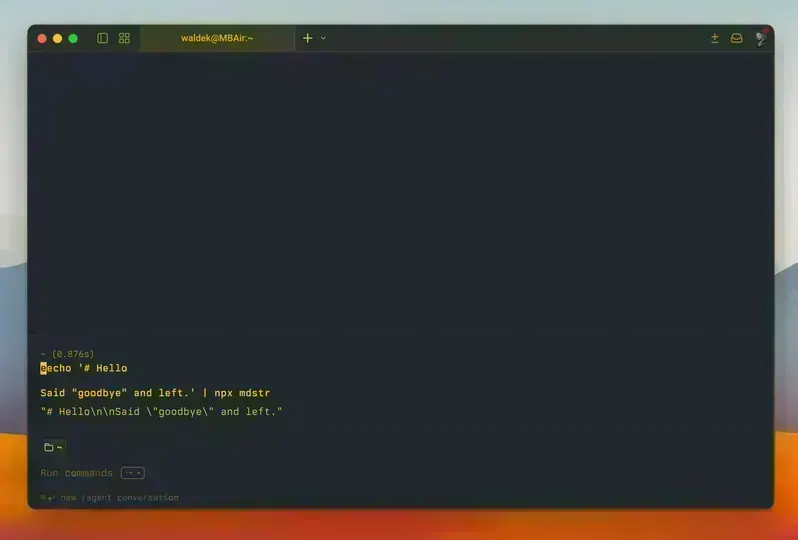 waldek@MBAir:~
~ (0.876s)
eecho '# Hello
Said "goodbye" and left.' | npx mdstr
"# Hello\n\nSaid \"goodbye\" and left."
~
Run commands
new /agent conversation